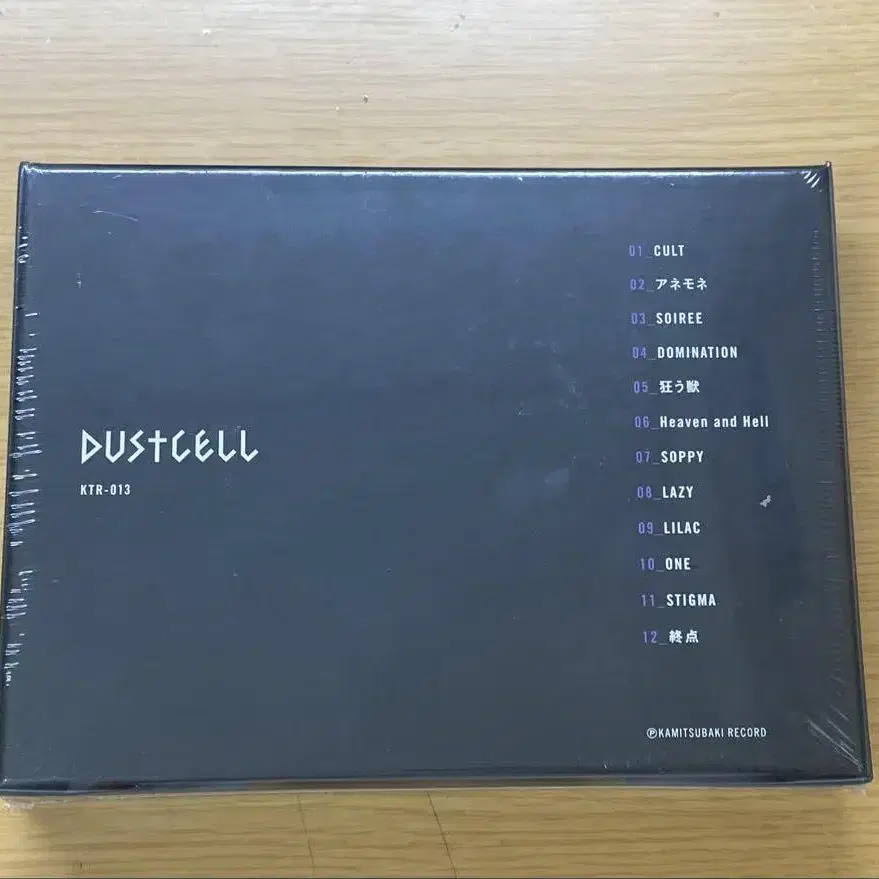 DUSTCELL
KTR-013
01_CULT
02_アネモネ
03_SOIREE
04_DOMINATION
05_狂う獣
06_Heaven and Hell
07_SOPPY
08_LAZY
09_LILAC
10_ONE
11_STIGMA
12_終点
ⓅKAMITSUBAKI RECORD